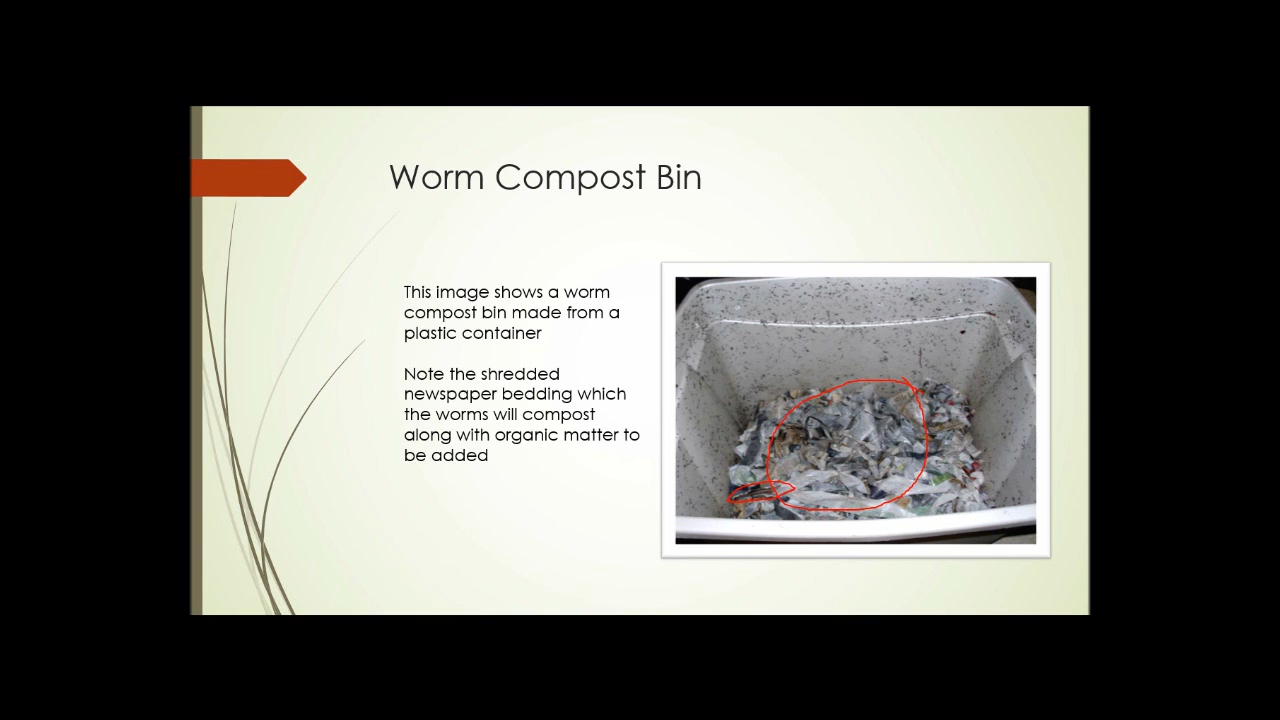 Worm Compost Bin
This image shows a worm
compost bin made from a
plastic container
Note the shredded
newspaper bedding which
the worms will compost
along with organic matter to
be added